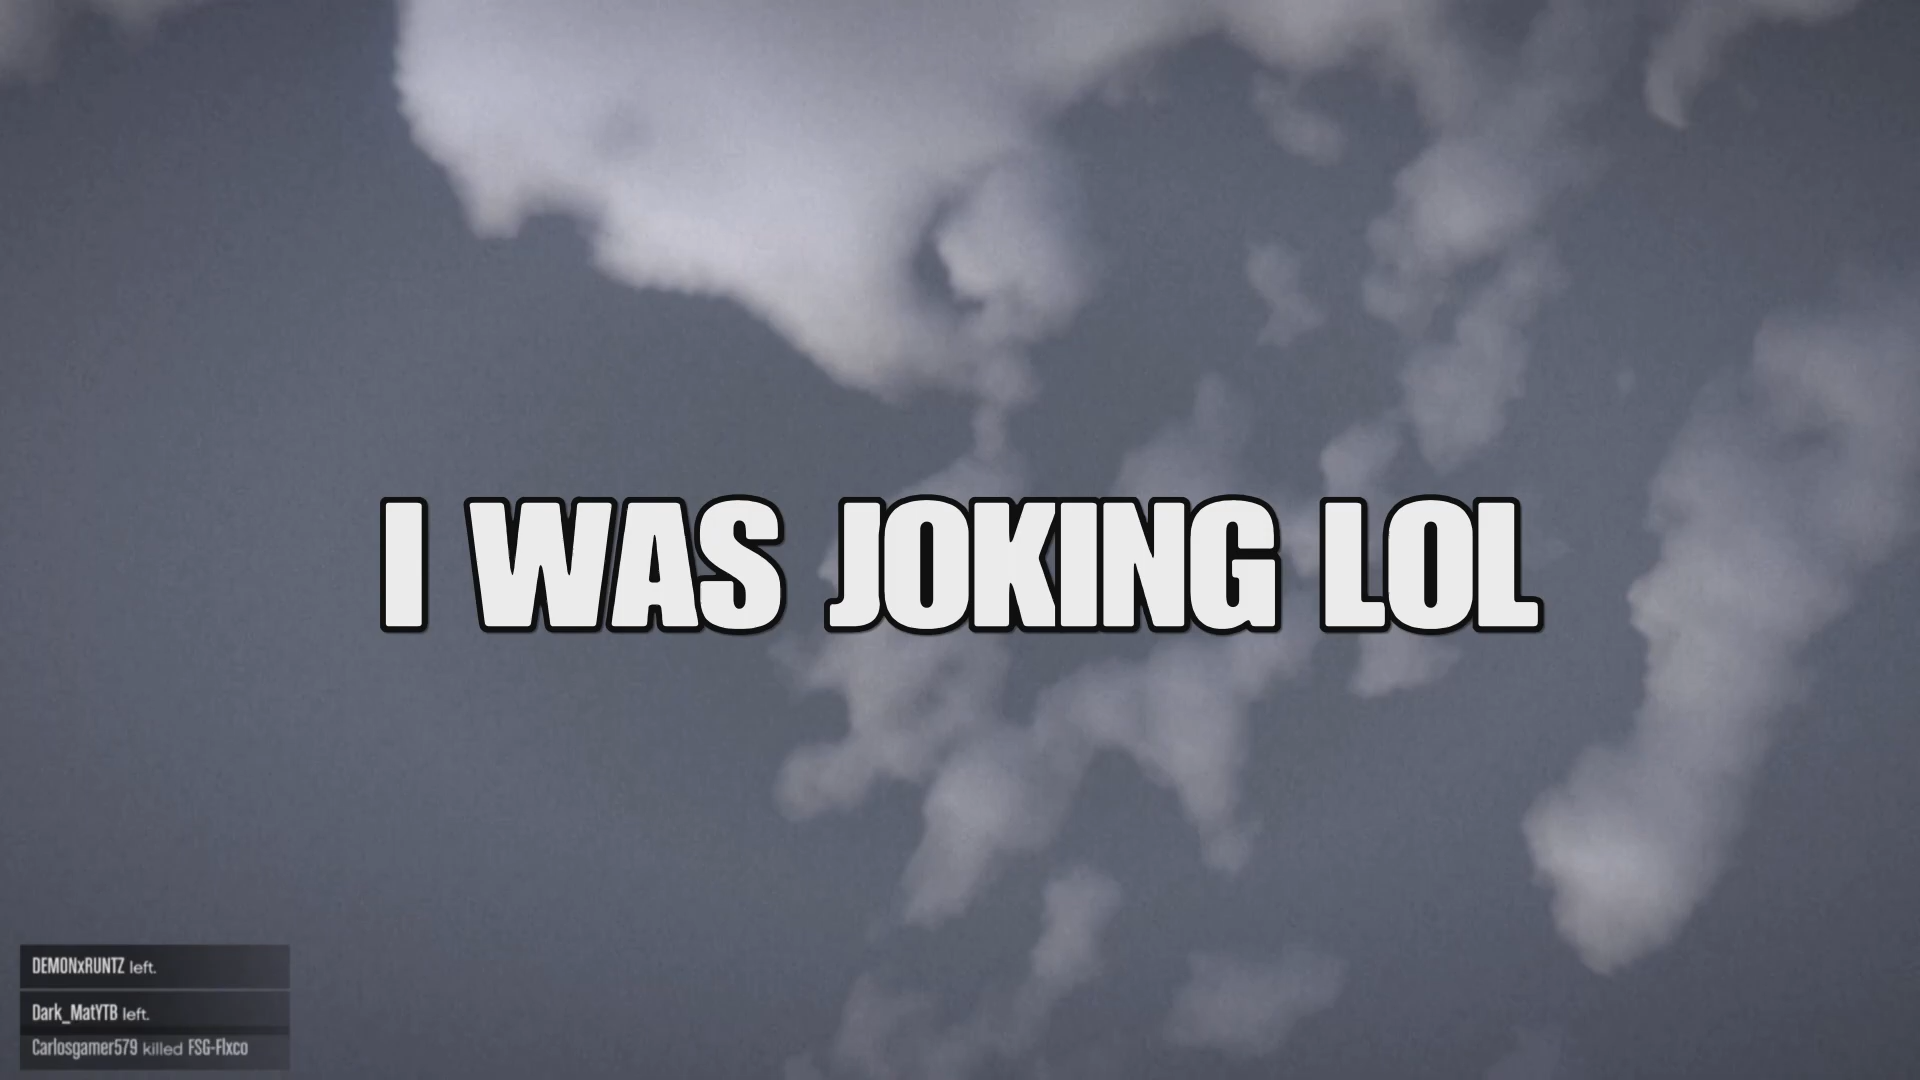 I WAS JOKING LOL
DEMONxRUNTZ left.
Dark_MatYTB left.
Carlosgamer579 killed FSG-Flxco